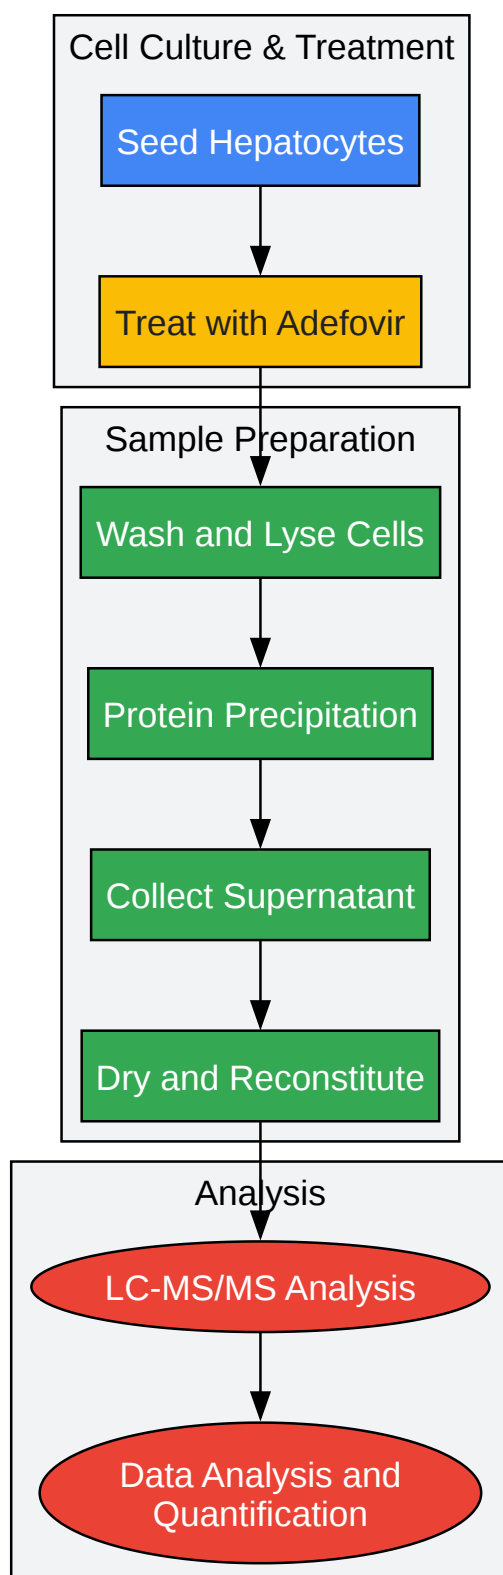 Cell Culture & Treatment
Seed Hepatocytes
Treat with Adefovir
Sample Preparation
Wash and Lyse Cells
Protein Precipitation
Collect Supernatant
Dry and Reconstitute
Analysis
LC-MS/MS Analysis
Data Analysis and
Quantification